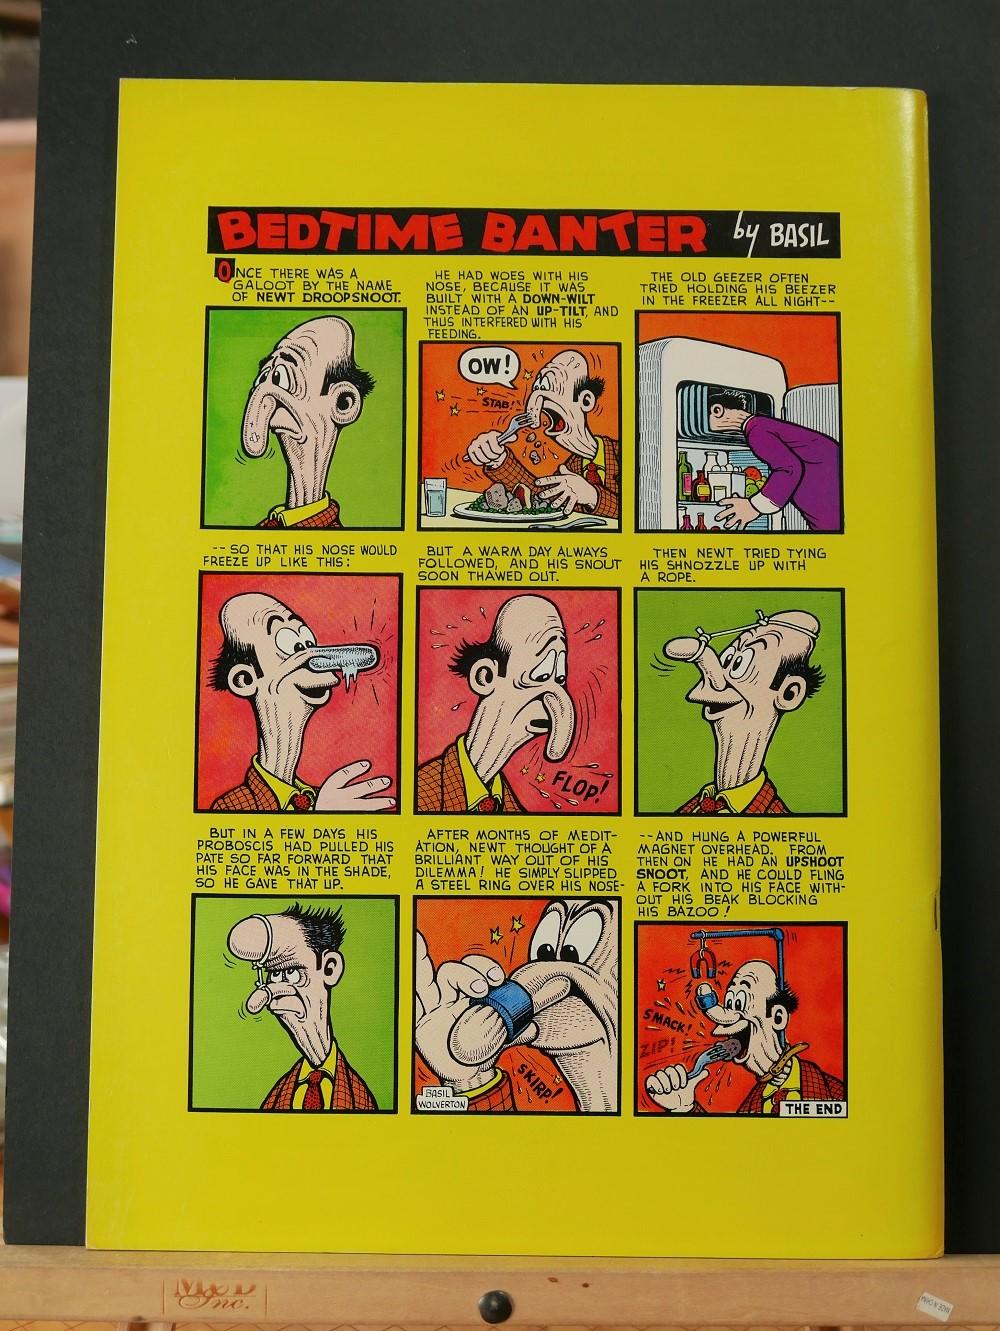 BEDTIME BANTER by BASIL
ONCE THERE WAS A
GALOOT BY THE NAME
OF NEWT DROOPSNOOT.
HE HAD WOES WITH HIS
NOSE, BECAUSE IT WAS
BUILT WITH A DOWN-WILT
INSTEAD OF AN UP-TILT, AND
THUS INTERFERED WITH HIS
FEEDING.
OW!
STAB!
THE OLD GEEZER OFTEN
TRIED HOLDING HIS BEEZER
IN THE FREEZER ALL NIGHT--
-- SO THAT HIS NOSE WOULD
FREEZE UP LIKE THIS:
BUT A WARM DAY ALWAYS
FOLLOWED, AND HIS SNOUT
SOON THAWED OUT.
FLOP!
THEN NEWT TRIED TYING
HIS SHNOZZLE UP WITH
A ROPE.
BUT IN A FEW DAYS HIS
PROBOSCIS HAD PULLED HIS
PATE SO FAR FORWARD THAT
HIS FACE WAS IN THE SHADE,
SO HE GAVE THAT UP.
AFTER MONTHS OF MEDIT-
ATION, NEWT THOUGHT OF A
BRILLIANT WAY OUT OF HIS
DILEMMA! HE SIMPLY SLIPPED
A STEEL RING OVER HIS NOSE-
SKIRP!
BASIL
WOLVERTON
--AND HUNG A POWERFUL
MAGNET OVERHEAD. FROM
THEN ON HE HAD AN UPSHOOT
SNOOT, AND HE COULD FLING
A FORK INTO HIS FACE WITH-
OUT HIS BEAK BLOCKING
HIS BAZOO!
SMACK!
ZIP!
THE END
Inc.